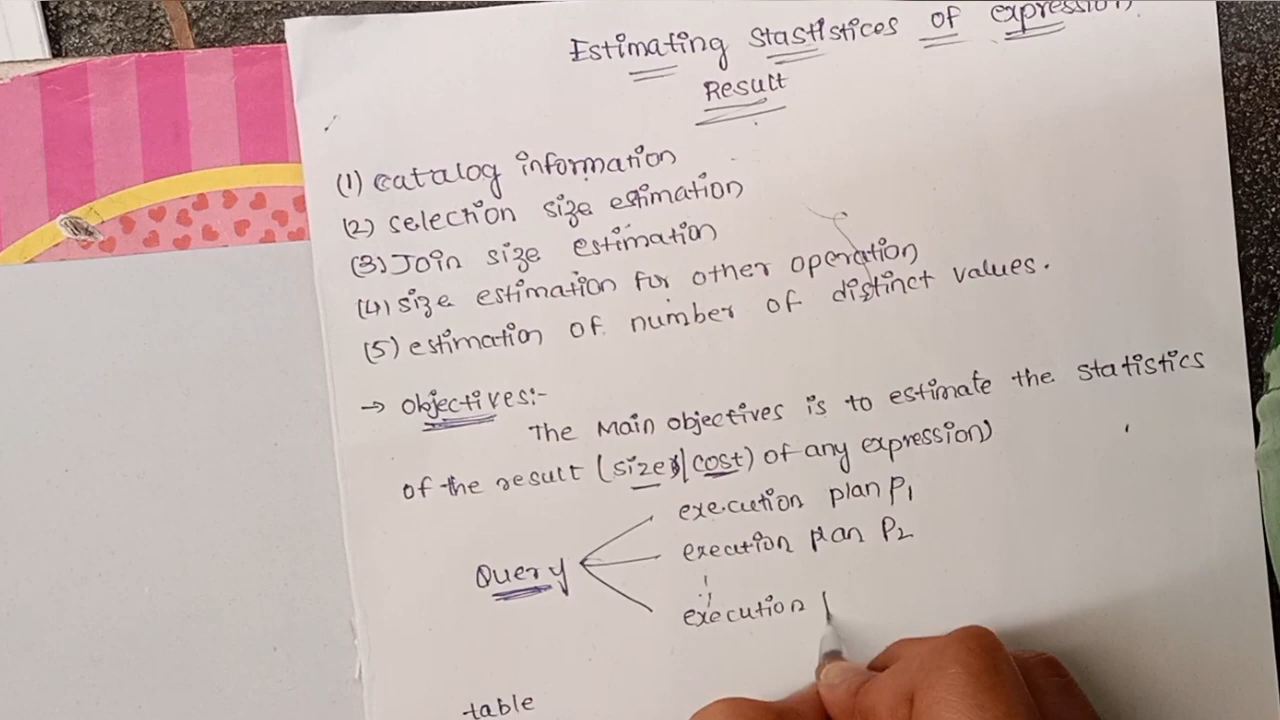 Estimating Stastistices of expression
Result
(1) catalog information
(2) selection size estimation
(3) Join size estimation
(4) size estimation for other operation
(5) estimation of number of distinct values.
→ objectives:-
The Main objectives is to estimate the statistics
of the result (size|cost) of any expression)
execution plan P1
Query
execution plan P2
execution
table